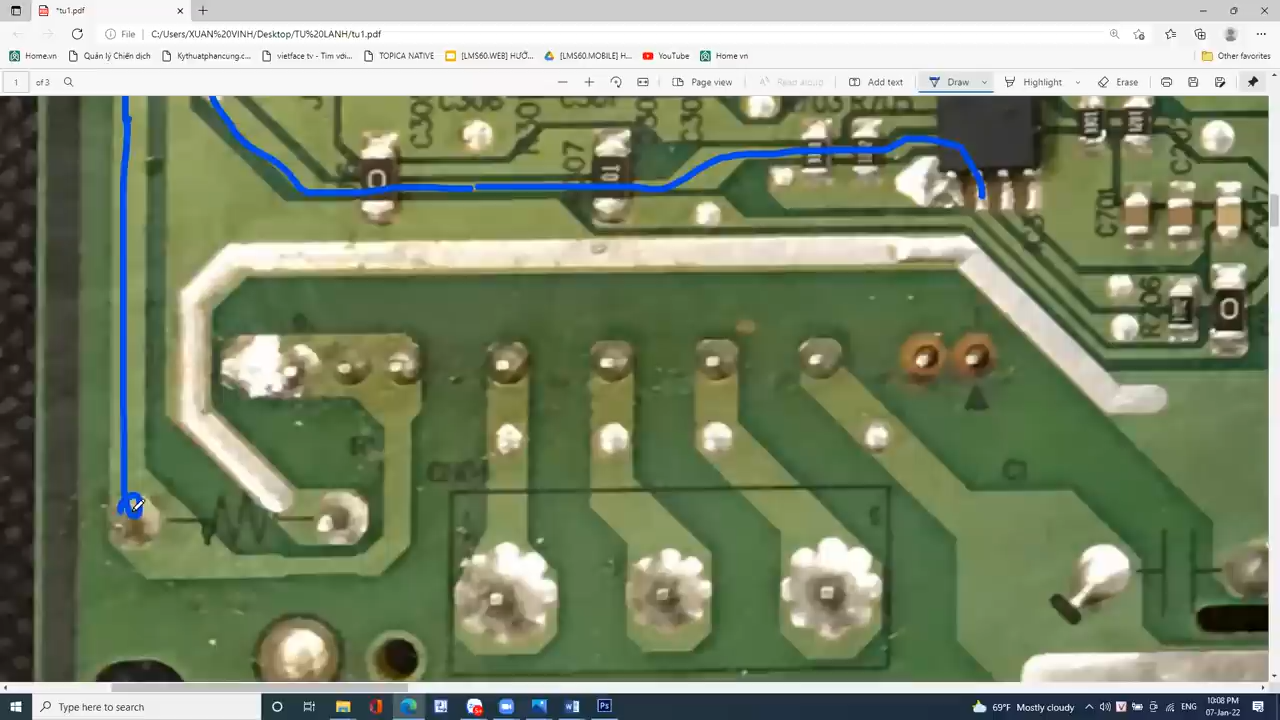 *tu1.pdf
File
C:/Users/XUAN%20VINH/Desktop/TU%20LANH/tu1.pdf
Home.vn
Quản lý Chiến dịch
Kythuatphancung.c...
vietface tv - Tìm với...
TOPICA NATIVE
[LMS60.WEB] HƯỚ...
[LMS60.MOBILE] H...
YouTube
Home vn
Other favorites
1 of 3
Page view
Read aloud
Add text
Draw
Highlight
Erase
C701
R706
C1
Type here to search
69°F Mostly cloudy
ENG
10:08 PM
07-Jan-22